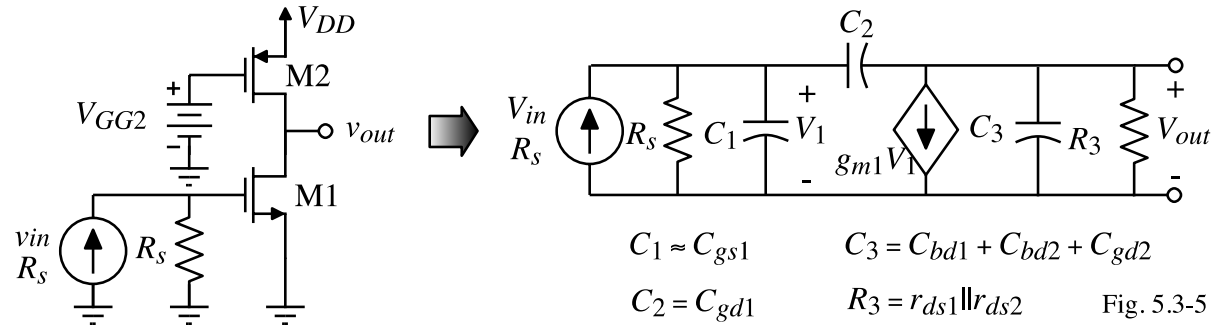 V_DD
M2
V_GG2
+
-
v_out
M1
v_in
R_s
R_s
C_2
V_in
R_s
R_s
C_1
+
V_1
-
g_m1V_1
C_3
R_3
+
V_out
-
C_1 ≈ C_gs1
C_3 = C_bd1 + C_bd2 + C_gd2
C_2 = C_gd1
R_3 = r_ds1||r_ds2
Fig. 5.3-5